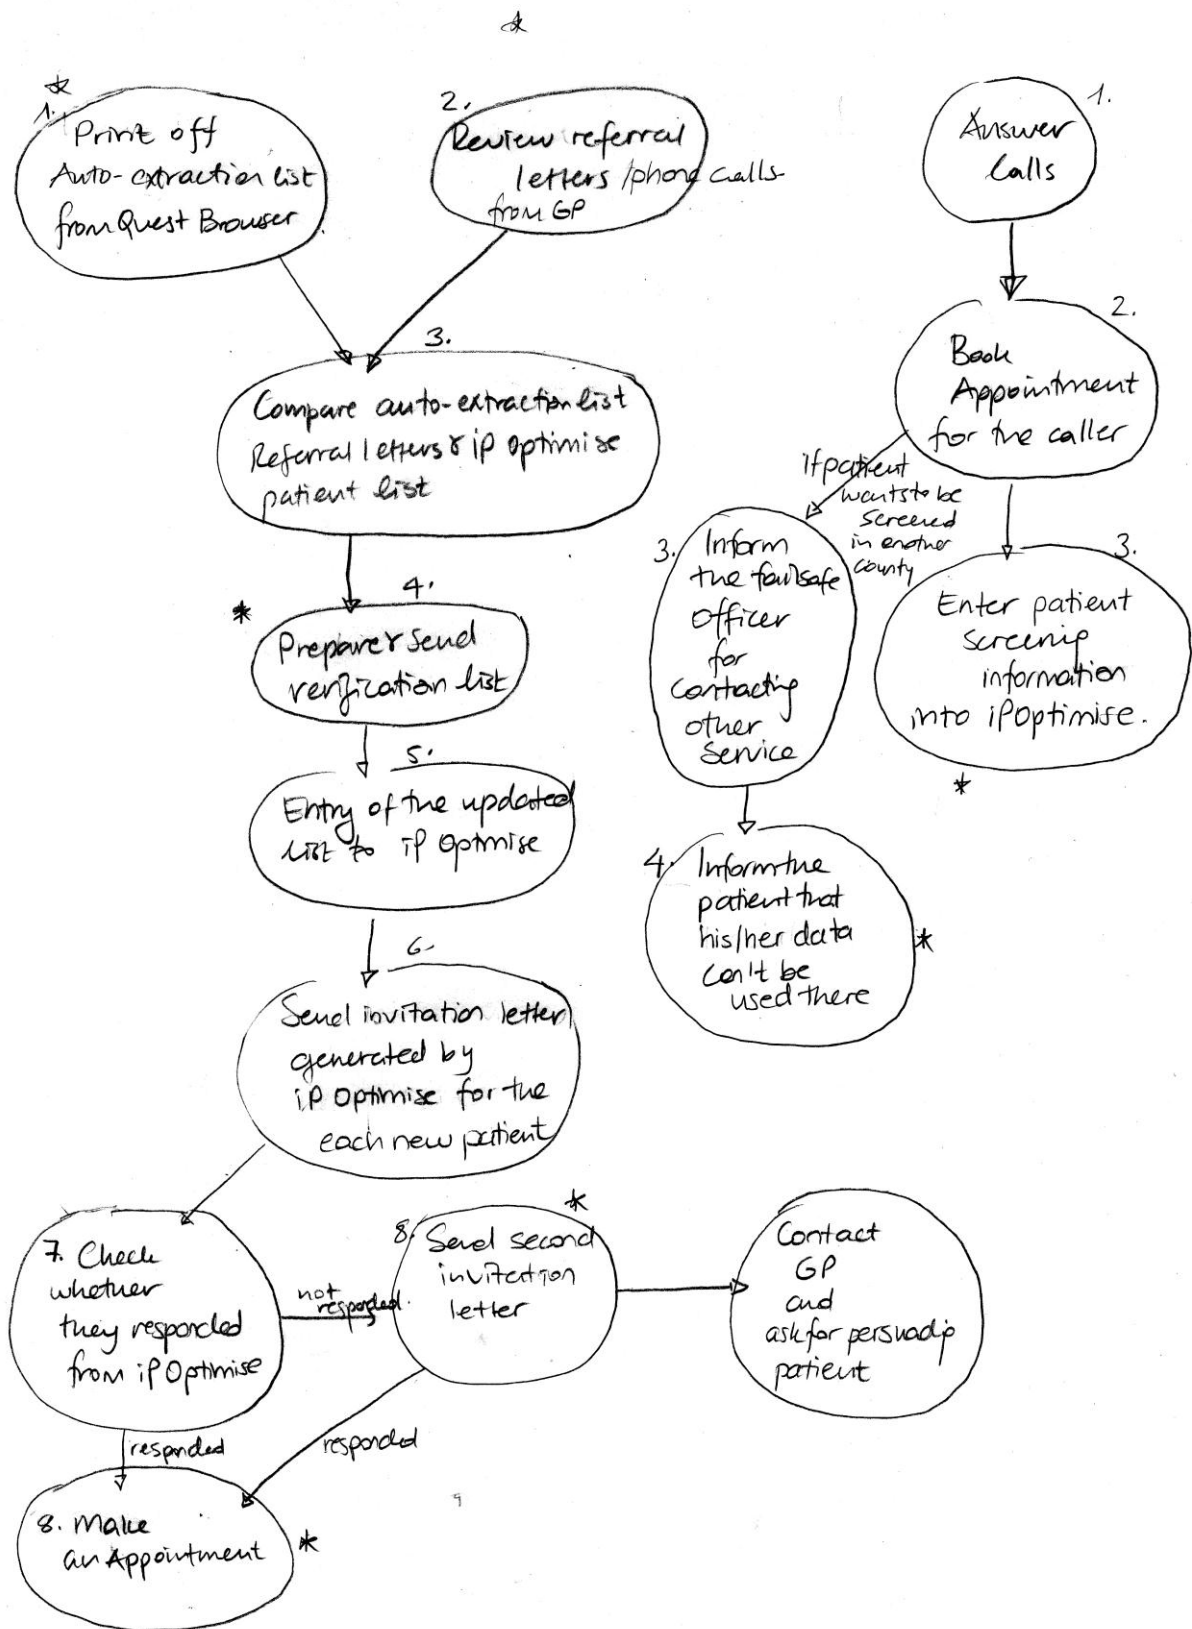 1.
Print off
Auto-extraction list
from Quest Browser
2.
Review referral
letters /phone calls
from GP
3.
Compare auto-extraction list
Referral letters & iP Optimise
patient list
*
4.
Prepare & send
verification list
5.
Entry of the updated
list to iP Optimise
6.
Send invitation letter
generated by
iP Optimise for the
each new patient
7. Check
whether
they responded
from iP Optimise
not
responded.
responded
*
8. Send second
invitation
letter
responded
Contact
GP
and
ask for persuadip
patient
8. Make
an Appointment
*
1.
Answer
Calls
2.
Book
Appointment
for the caller
if patient
wants to be
screened
in another
county
3.
Inform
the failsafe
Officer
for
contacting
other
Service
4.
Inform the
patient that
his/her data
can't be
used there
*
3.
Enter patient
screening
information
into iPOptimise.
*